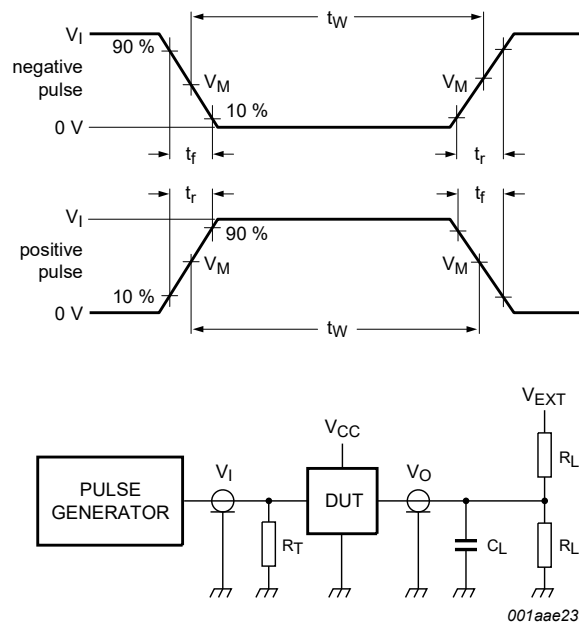 V_I
90 %
negative
pulse
t_W
V_M
V_M
10 %
0 V
t_f
t_r
t_r
t_f
V_I
90 %
positive
pulse
V_M
V_M
10 %
0 V
t_W
V_EXT
V_CC
R_L
V_I
V_O
PULSE
GENERATOR
DUT
R_T
C_L
R_L
001aae23